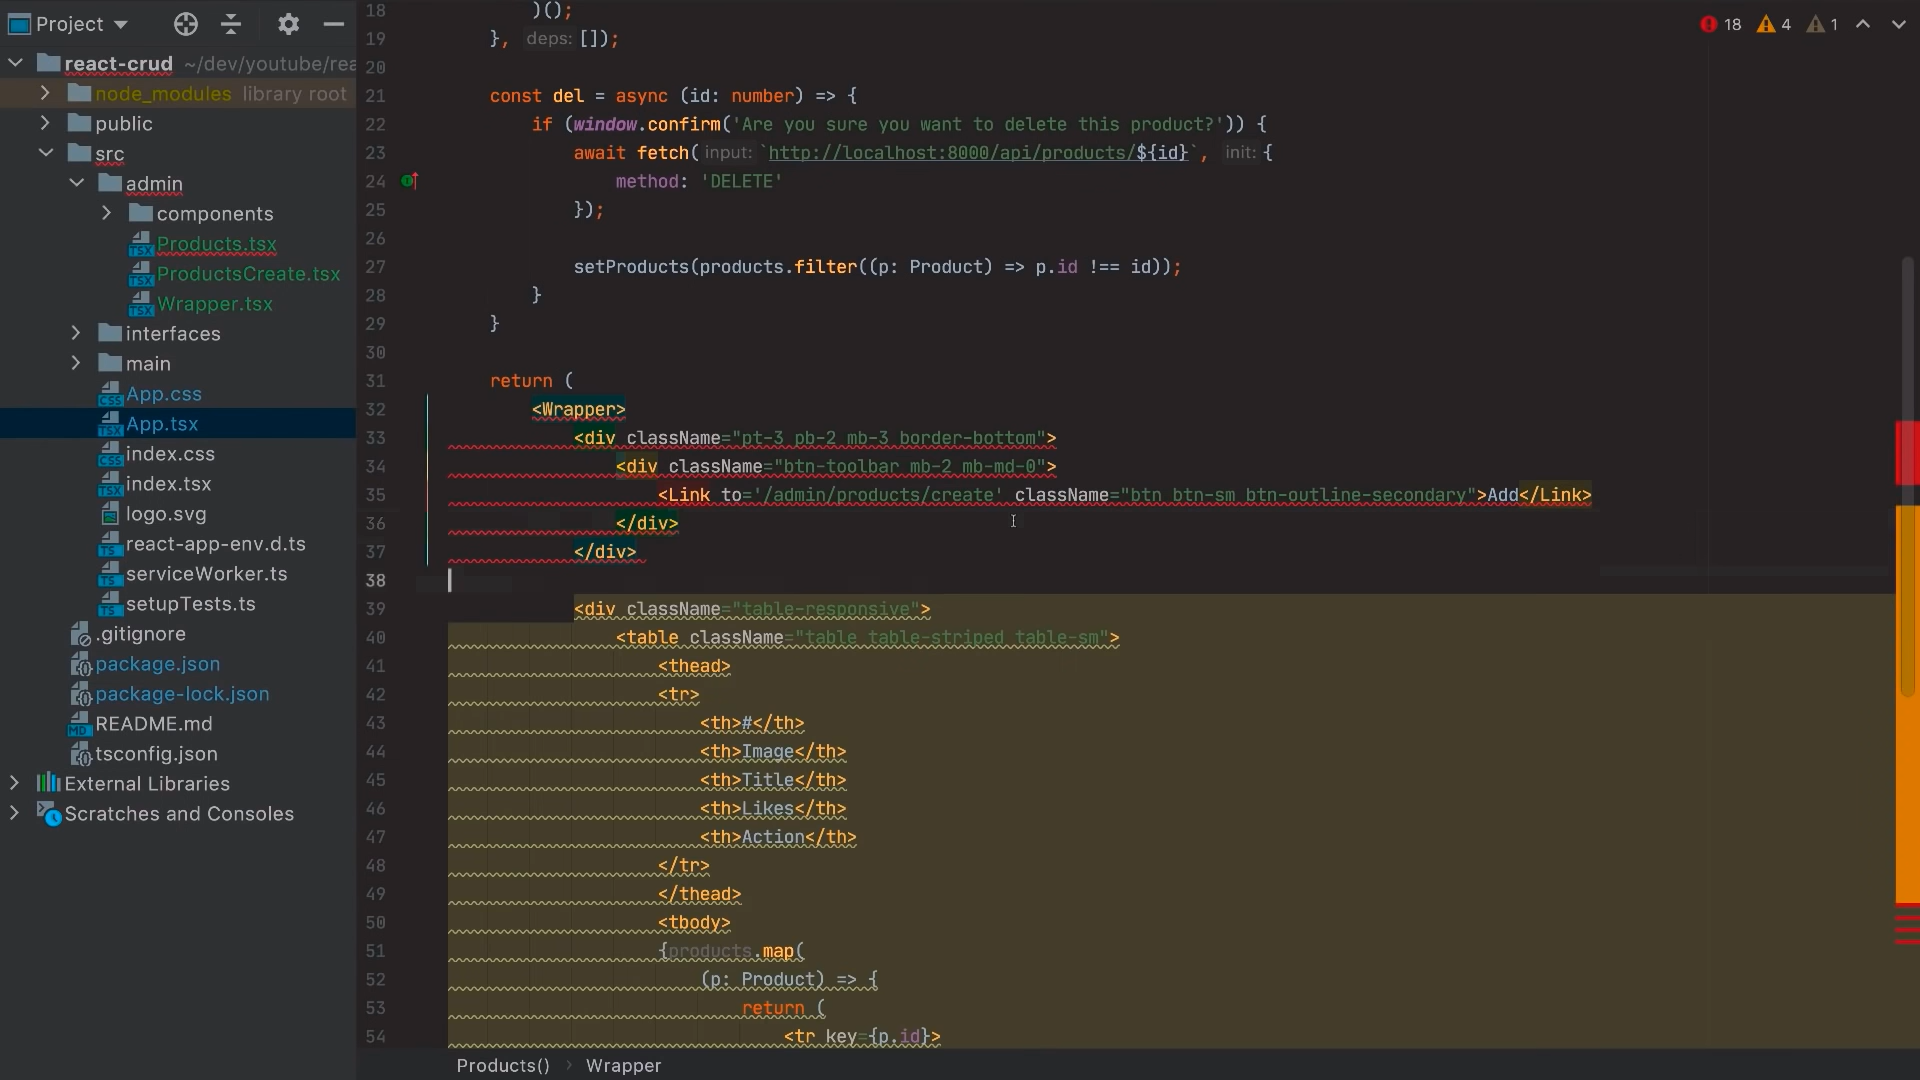 Project
react-crud ~/dev/youtube/rea
node_modules library root
public
src
admin
components
Products.tsx
ProductsCreate.tsx
Wrapper.tsx
interfaces
main
App.css
App.tsx
index.css
index.tsx
logo.svg
react-app-env.d.ts
serviceWorker.ts
setupTests.ts
.gitignore
package.json
package-lock.json
README.md
tsconfig.json
External Libraries
Scratches and Consoles
18 4 1
18 )();
19 }, deps: []);
20
21 const del = async (id: number) => {
22 if (window.confirm('Are you sure you want to delete this product?')) {
23 await fetch( input: `http://localhost:8000/api/products/${id}`, init: {
24 method: 'DELETE'
25 });
26
27 setProducts(products.filter((p: Product) => p.id !== id));
28 }
29 }
30
31 return (
32 <Wrapper>
33 <div className="pt-3 pb-2 mb-3 border-bottom">
34 <div className="btn-toolbar mb-2 mb-md-0">
35 <Link to='/admin/products/create' className="btn btn-sm btn-outline-secondary">Add</Link>
36 </div>
37 </div>
38
39 <div className="table-responsive">
40 <table className="table table-striped table-sm">
41 <thead>
42 <tr>
43 <th>#</th>
44 <th>Image</th>
45 <th>Title</th>
46 <th>Likes</th>
47 <th>Action</th>
48 </tr>
49 </thead>
50 <tbody>
51 {products.map(
52 (p: Product) => {
53 return (
54 <tr key={p.id}>
Products() › Wrapper